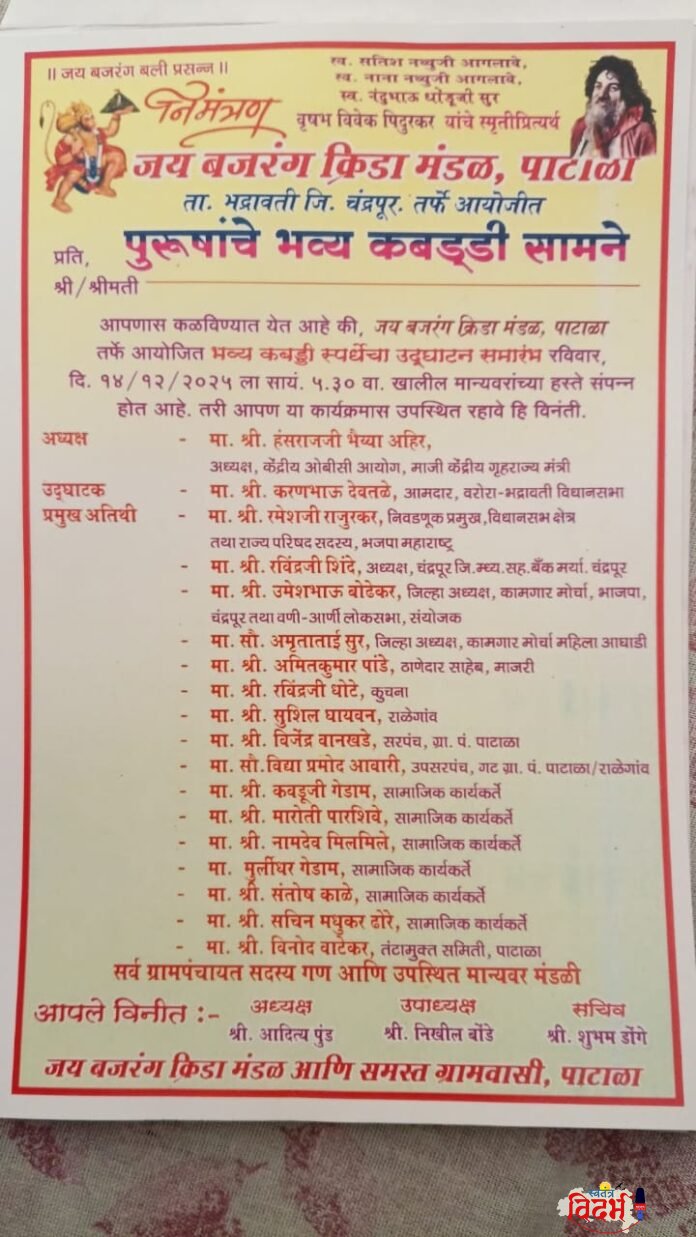 ॥ जय बजरंग बली प्रसन्न ॥
स्व. सतिश नथ्थुजी आगलावे,
स्व. नाना नथ्थुजी आगलावे,
स्व. नंदुभाऊ धोंडूजी सुर
वृषभ विवेक पिदुरकर यांचे स्मृतीप्रित्यर्थ
निमंत्रण
जय बजरंग क्रिडा मंडळ, पाटाळा
ता. भद्रावती जि. चंद्रपूर. तर्फे आयोजीत
पुरूषांचे भव्य कबड्डी सामने
प्रति,
श्री/श्रीमती
आपणास कळविण्यात येत आहे की, जय बजरंग क्रिडा मंडळ, पाटाळा
तर्फे आयोजित भव्य कबड्डी स्पर्धेचा उद्घाटन समारंभ रविवार,
दि. १४/१२/२०२५ ला सायं. ५.३० वा. खालील मान्यवरांच्या हस्ते संपन्न
होत आहे. तरी आपण या कार्यक्रमास उपस्थित रहावे हि विनंती.
अध्यक्ष - मा. श्री. हंसराजजी भैय्या अहिर,
अध्यक्ष, केंद्रीय ओबीसी आयोग, माजी केंद्रीय गृहराज्य मंत्री
उद्घाटक - मा. श्री. करणभाऊ देवतळे, आमदार, वरोरा-भद्रावती विधानसभा
प्रमुख अतिथी - मा. श्री. रमेशजी राजुरकर, निवडणूक प्रमुख,विधानसभ क्षेत्र
तथा राज्य परिषद सदस्य, भजपा महाराष्ट्र
- मा. श्री. रविंद्रजी शिंदे, अध्यक्ष, चंद्रपूर जि.मध्य.सह.बँक मर्या. चंद्रपूर
- मा. श्री. उमेशभाऊ बोढेकर, जिल्हा अध्यक्ष, कामगार मोर्चा, भाजपा,
चंद्रपूर तथा वणी-आर्णी लोकसभा, संयोजक
- मा. सौ. अमृताताई सुर, जिल्हा अध्यक्ष, कामगार मोर्चा महिला आघाडी
- मा. श्री. अमितकुमार पांडे, ठाणेदार साहेब, माजरी
- मा. श्री. रविंद्रजी धोटे, कुचना
- मा. श्री. सुशिल घायवन, राळेगांव
- मा. श्री. विजेंद्र वानखडे, सरपंच, ग्रा. पं. पाटाळा
- मा. सौ.विद्या प्रमोद आवारी, उपसरपंच, गट ग्रा. पं. पाटाळा/राळेगांव
- मा. श्री. कवडूजी गेडाम, सामाजिक कार्यकर्ते
- मा. श्री. मारोती पारशिवे, सामाजिक कार्यकर्ते
- मा. श्री. नामदेव मिलमिले, सामाजिक कार्यकर्ते
- मा. मुर्लीधर गेडाम, सामाजिक कार्यकर्ते
- मा. श्री. संतोष काळे, सामाजिक कार्यकर्ते
- मा. श्री. सचिन मधुकर ढोरे, सामाजिक कार्यकर्ते
- मा. श्री. विनोद वाटेकर, तंटामुक्त समिती, पाटाळा
सर्व ग्रामपंचायत सदस्य गण आणि उपस्थित मान्यवर मंडळी
आपले विनीत :- अध्यक्ष उपाध्यक्ष सचिव
श्री. आदित्य पुंड श्री. निखील बोंडे श्री. शुभम डोंगे
जय बजरंग क्रिडा मंडळ आणि समस्त ग्रामवासी, पाटाळा
स्वतंत्र
विदर्भ